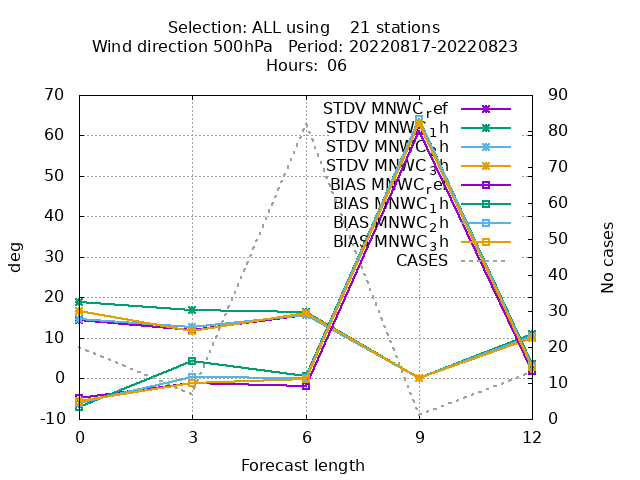 Selection: ALL using    21 stations
Wind direction 500hPa   Period: 20220817-20220823
Hours: 06
70
60
50
40
30
20
10
0
-10
deg
90
80
70
60
50
40
30
20
10
0
No cases
STDV MNWC_ref
STDV MNWC_1h
STDV MNWC_2h
STDV MNWC_3h
BIAS MNWC_ref
BIAS MNWC_1h
BIAS MNWC_2h
BIAS MNWC_3h
CASES
0 3 6 9 12
Forecast length